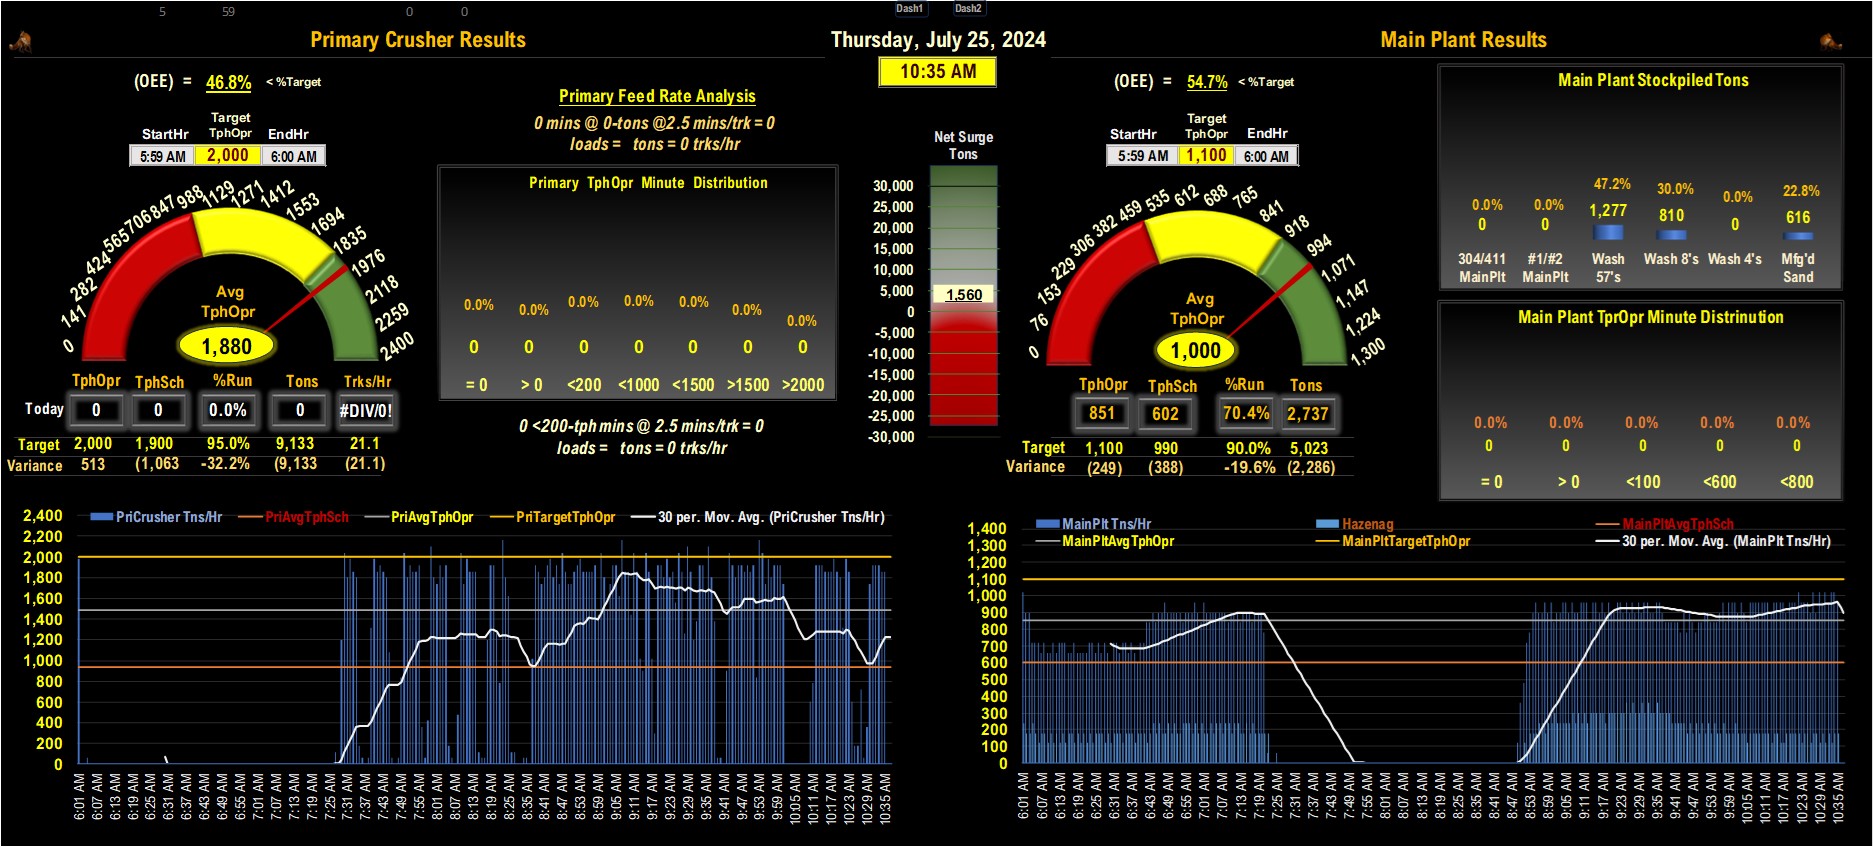 5 59 0 0 Dash1 Dash2
Primary Crusher Results
Thursday, July 25, 2024
Main Plant Results
10:35 AM
(OEE) = 46.8% < %Target
StartHr Target TphOpr EndHr
5:59 AM 2,000 6:00 AM
0 141 282 424 565 706 847 988 1129 1271 1412 1553 1694 1835 1976 2118 2259 2400
Avg
TphOpr
1,880
TphOpr TphSch %Run Tons Trks/Hr
Today 0 0 0.0% 0 #DIV/0!
Target 2,000 1,900 95.0% 9,133 21.1
Variance 513 (1,063 -32.2% (9,133 (21.1)
Primary Feed Rate Analysis
0 mins @ 0-tons @2.5 mins/trk = 0
loads = tons = 0 trks/hr
Primary TphOpr Minute Distribution
0.0% 0.0% 0.0% 0.0% 0.0% 0.0% 0.0%
0 0 0 0 0 0 0
= 0 > 0 <200 <1000 <1500 >1500 >2000
0 <200-tph mins @ 2.5 mins/trk = 0
loads = tons = 0 trks/hr
Net Surge
Tons
30,000
25,000
20,000
15,000
10,000
5,000
1,560
0
-5,000
-10,000
-15,000
-20,000
-25,000
-30,000
(OEE) = 54.7% < %Target
StartHr Target TphOpr EndHr
5:59 AM 1,100 6:00 AM
0 76 153 229 306 382 459 535 612 688 765 841 918 994 1,071 1,147 1,224 1,300
Avg
TphOpr
1,000
TphOpr TphSch %Run Tons
851 602 70.4% 2,737
Target 1,100 990 90.0% 5,023
Variance (249) (388) -19.6% (2,286)
Main Plant Stockpiled Tons
0.0% 0.0% 47.2% 30.0% 0.0% 22.8%
0 0 1,277 810 0 616
304/411 #1/#2 Wash Wash 8's Wash 4's Mfg'd
MainPlt MainPlt 57's Sand
Main Plant TprOpr Minute Distrinution
0.0% 0.0% 0.0% 0.0% 0.0%
0 0 0 0 0
= 0 > 0 <100 <600 <800
PriCrusher Tns/Hr PriAvgTphSch PriAvgTphOpr PriTargetTphOpr 30 per. Mov. Avg. (PriCrusher Tns/Hr)
2,400
2,200
2,000
1,800
1,600
1,400
1,200
1,000
800
600
400
200
0
6:01 AM 6:07 AM 6:13 AM 6:19 AM 6:25 AM 6:31 AM 6:37 AM 6:43 AM 6:49 AM 6:55 AM 7:01 AM 7:07 AM 7:13 AM 7:19 AM 7:25 AM 7:31 AM 7:37 AM 7:43 AM 7:49 AM 7:55 AM 8:01 AM 8:07 AM 8:13 AM 8:19 AM 8:25 AM 8:31 AM 8:41 AM 8:47 AM 8:53 AM 8:59 AM 9:05 AM 9:11 AM 9:17 AM 9:23 AM 9:29 AM 9:35 AM 9:41 AM 9:47 AM 9:53 AM 9:59 AM 10:05 AM 10:11 AM 10:17 AM 10:23 AM 10:29 AM 10:35 AM
MainPlt Tns/Hr Hazenag MainPltAvgTphSch
MainPltAvgTphOpr MainPltTargetTphOpr 30 per. Mov. Avg. (MainPlt Tns/Hr)
1,400
1,300
1,200
1,100
1,000
900
800
700
600
500
400
300
200
100
0
6:01 AM 6:07 AM 6:13 AM 6:19 AM 6:25 AM 6:31 AM 6:37 AM 6:43 AM 6:49 AM 6:55 AM 7:01 AM 7:07 AM 7:13 AM 7:19 AM 7:25 AM 7:31 AM 7:37 AM 7:43 AM 7:49 AM 7:55 AM 8:01 AM 8:07 AM 8:13 AM 8:19 AM 8:25 AM 8:35 AM 8:41 AM 8:47 AM 8:53 AM 8:59 AM 9:05 AM 9:11 AM 9:17 AM 9:23 AM 9:29 AM 9:35 AM 9:41 AM 9:47 AM 9:53 AM 9:59 AM 10:05 AM 10:11 AM 10:17 AM 10:23 AM 10:29 AM 10:35 AM